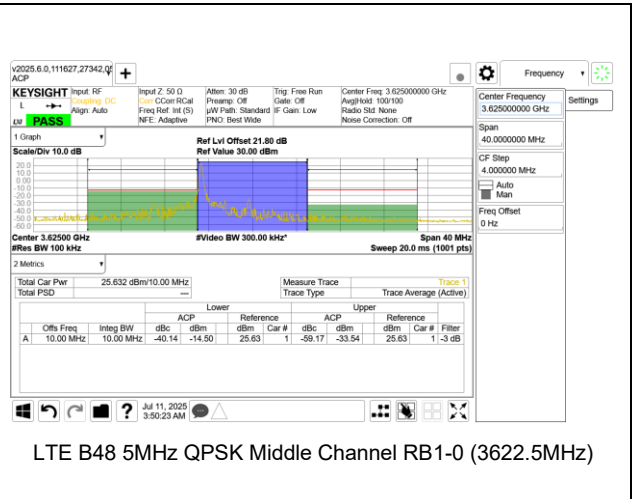 v2025.6.0,111627,27342,05
ACP
Frequency
KEYSIGHT Input: RF
Coupling: DC
Align: Auto
L
LXI PASS
Input Z: 50 Ω
Corr CCorr RCal
Freq Ref: Int (S)
NFE: Adaptive
Atten: 30 dB
Preamp: Off
µW Path: Standard
PNO: Best Wide
Trig: Free Run
Gate: Off
IF Gain: Low
Center Freq: 3.625000000 GHz
Avg|Hold: 100/100
Radio Std: None
Noise Correction: Off
Center Frequency
3.625000000 GHz
Settings
Span
40.0000000 MHz
CF Step
4.000000 MHz
Auto
Man
Freq Offset
0 Hz
1 Graph
Scale/Div 10.0 dB
Ref Lvl Offset 21.80 dB
Ref Value 30.00 dBm
20.0
10.0
0.00
-10.0
-20.0
-30.0
-40.0
-50.0
-60.0
Center 3.62500 GHz #Video BW 300.00 kHz* Span 40 MHz
#Res BW 100 kHz Sweep 20.0 ms (1001 pts)
2 Metrics
Total Car Pwr 25.632 dBm/10.00 MHz Measure Trace Trace 1
Total PSD --- Trace Type Trace Average (Active)
Lower Upper
ACP Reference ACP Reference
Offs Freq Integ BW dBc dBm dBm Car # dBc dBm dBm Car # Filter
A 10.00 MHz 10.00 MHz -40.14 -14.50 25.63 1 -59.17 -33.54 25.63 1 -3 dB
? Jul 11, 2025
3:50:23 AM
LTE B48 5MHz QPSK Middle Channel RB1-0 (3622.5MHz)